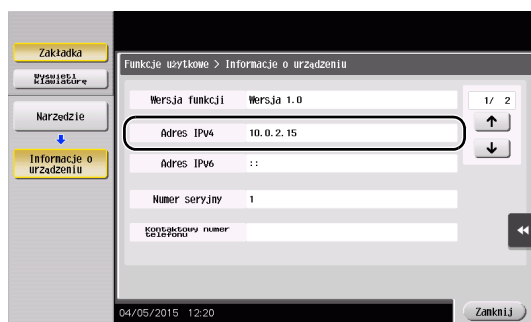 Zakładka
Wyświetl
klawiaturę
Narzędzie
Informacje o
urządzeniu
Funkcje użytkowe > Informacje o urządzeniu
Wersja funkcji Wersja 1.0
Adres IPv4 10.0.2.15
Adres IPv6 ::
Numer seryjny 1
Kontaktowy numer
telefonu
1/ 2
04/05/2015 12:20
Zamknij